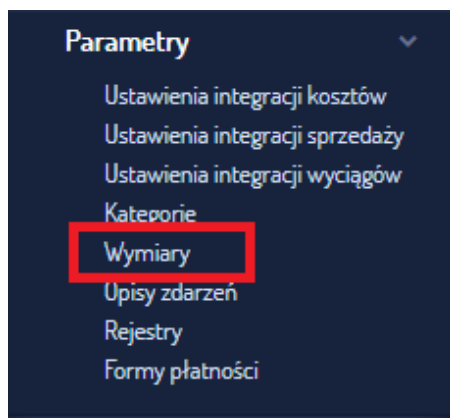 Parametry
Ustawienia integracji kosztów
Ustawienia integracji sprzedaży
Ustawienia integracji wyciągów
Kategorie
Wymiary
Opisy zdarzeń
Rejestry
Formy płatności